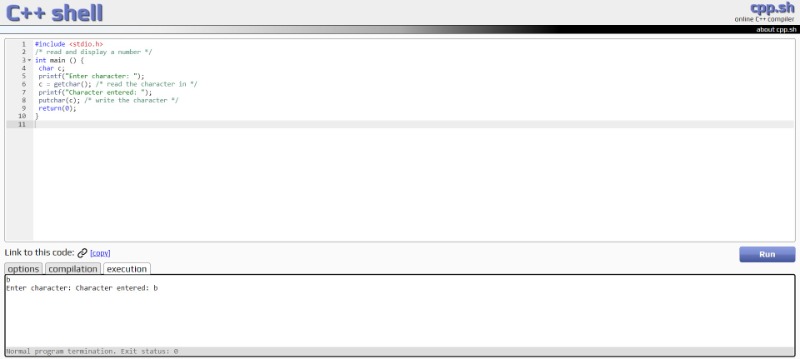 C++ shell
cpp.sh
online C++ compiler
about cpp.sh
1 #include <stdio.h>
2 /* read and display a number */
3 int main () {
4 char c;
5 printf("Enter character: ");
6 c = getchar(); /* read the character in */
7 printf("Character entered: ");
8 putchar(c); /* write the character */
9 return(0);
10 }
11
Link to this code: [copy]
Run
options compilation execution
b
Enter character: Character entered: b
Normal program termination. Exit status: 0